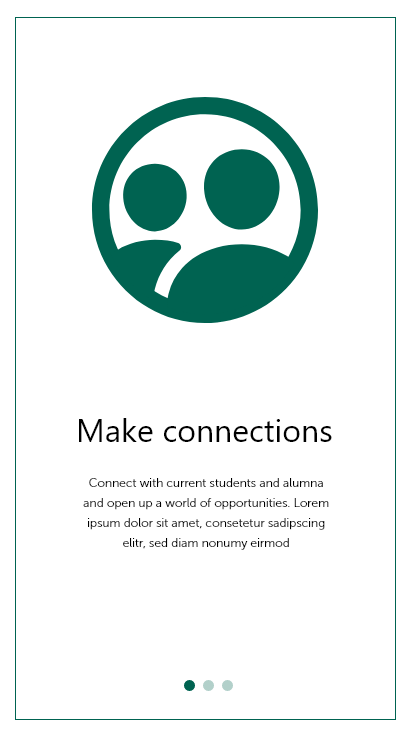 Make connections
Connect with current students and alumna
and open up a world of opportunities. Lorem
ipsum dolor sit amet, consetetur sadipscing
elitr, sed diam nonumy eirmod